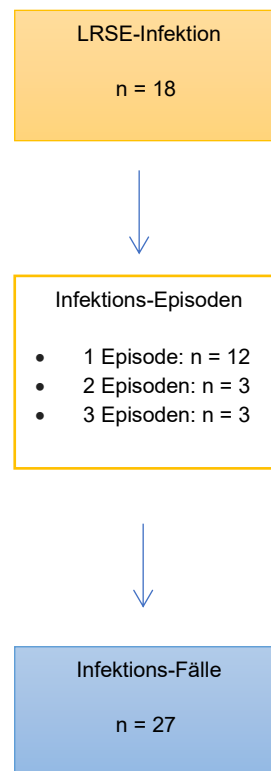 LRSE-Infektion
n = 18
Infektions-Episoden
• 1 Episode: n = 12
• 2 Episoden: n = 3
• 3 Episoden: n = 3
Infektions-Fälle
n = 27